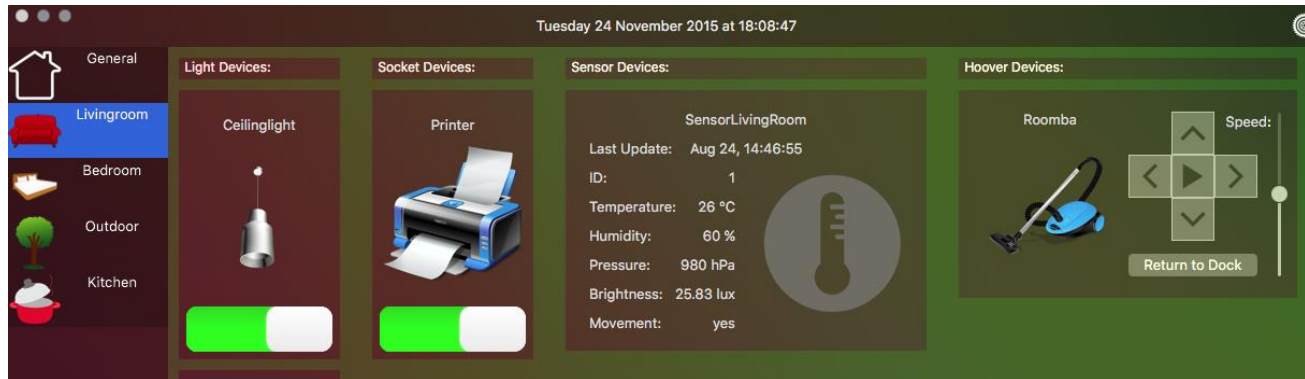 Tuesday 24 November 2015 at 18:08:47
General
Livingroom
Bedroom
Outdoor
Kitchen
Light Devices:
Ceilinglight
Socket Devices:
Printer
Sensor Devices:
SensorLivingRoom
Last Update: Aug 24, 14:46:55
ID: 1
Temperature: 26 °C
Humidity: 60 %
Pressure: 980 hPa
Brightness: 25.83 lux
Movement: yes
Hoover Devices:
Roomba
Speed:
Return to Dock